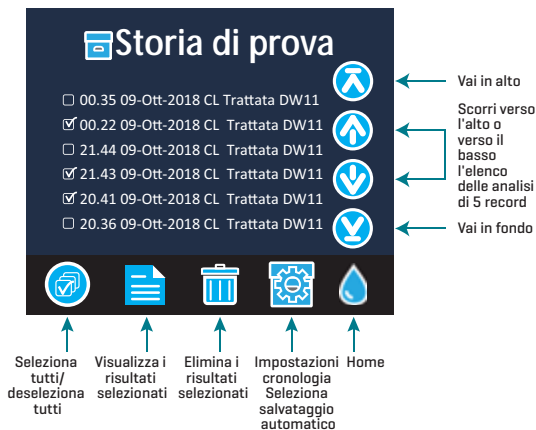 Storia di prova
00.35 09-Ott-2018 CL Trattata DW11
00.22 09-Ott-2018 CL Trattata DW11
21.44 09-Ott-2018 CL Trattata DW11
21.43 09-Ott-2018 CL Trattata DW11
20.41 09-Ott-2018 CL Trattata DW11
20.36 09-Ott-2018 CL Trattata DW11
Vai in alto
Scorri verso
l'alto o
verso il
basso
l'elenco
delle analisi
di 5 record
Vai in fondo
Seleziona
tutti/
deseleziona
tutti
Visualizza i
risultati
selezionati
Elimina i
risultati
selezionati
Impostazioni
cronologia
Seleziona
salvataggio
automatico
Home